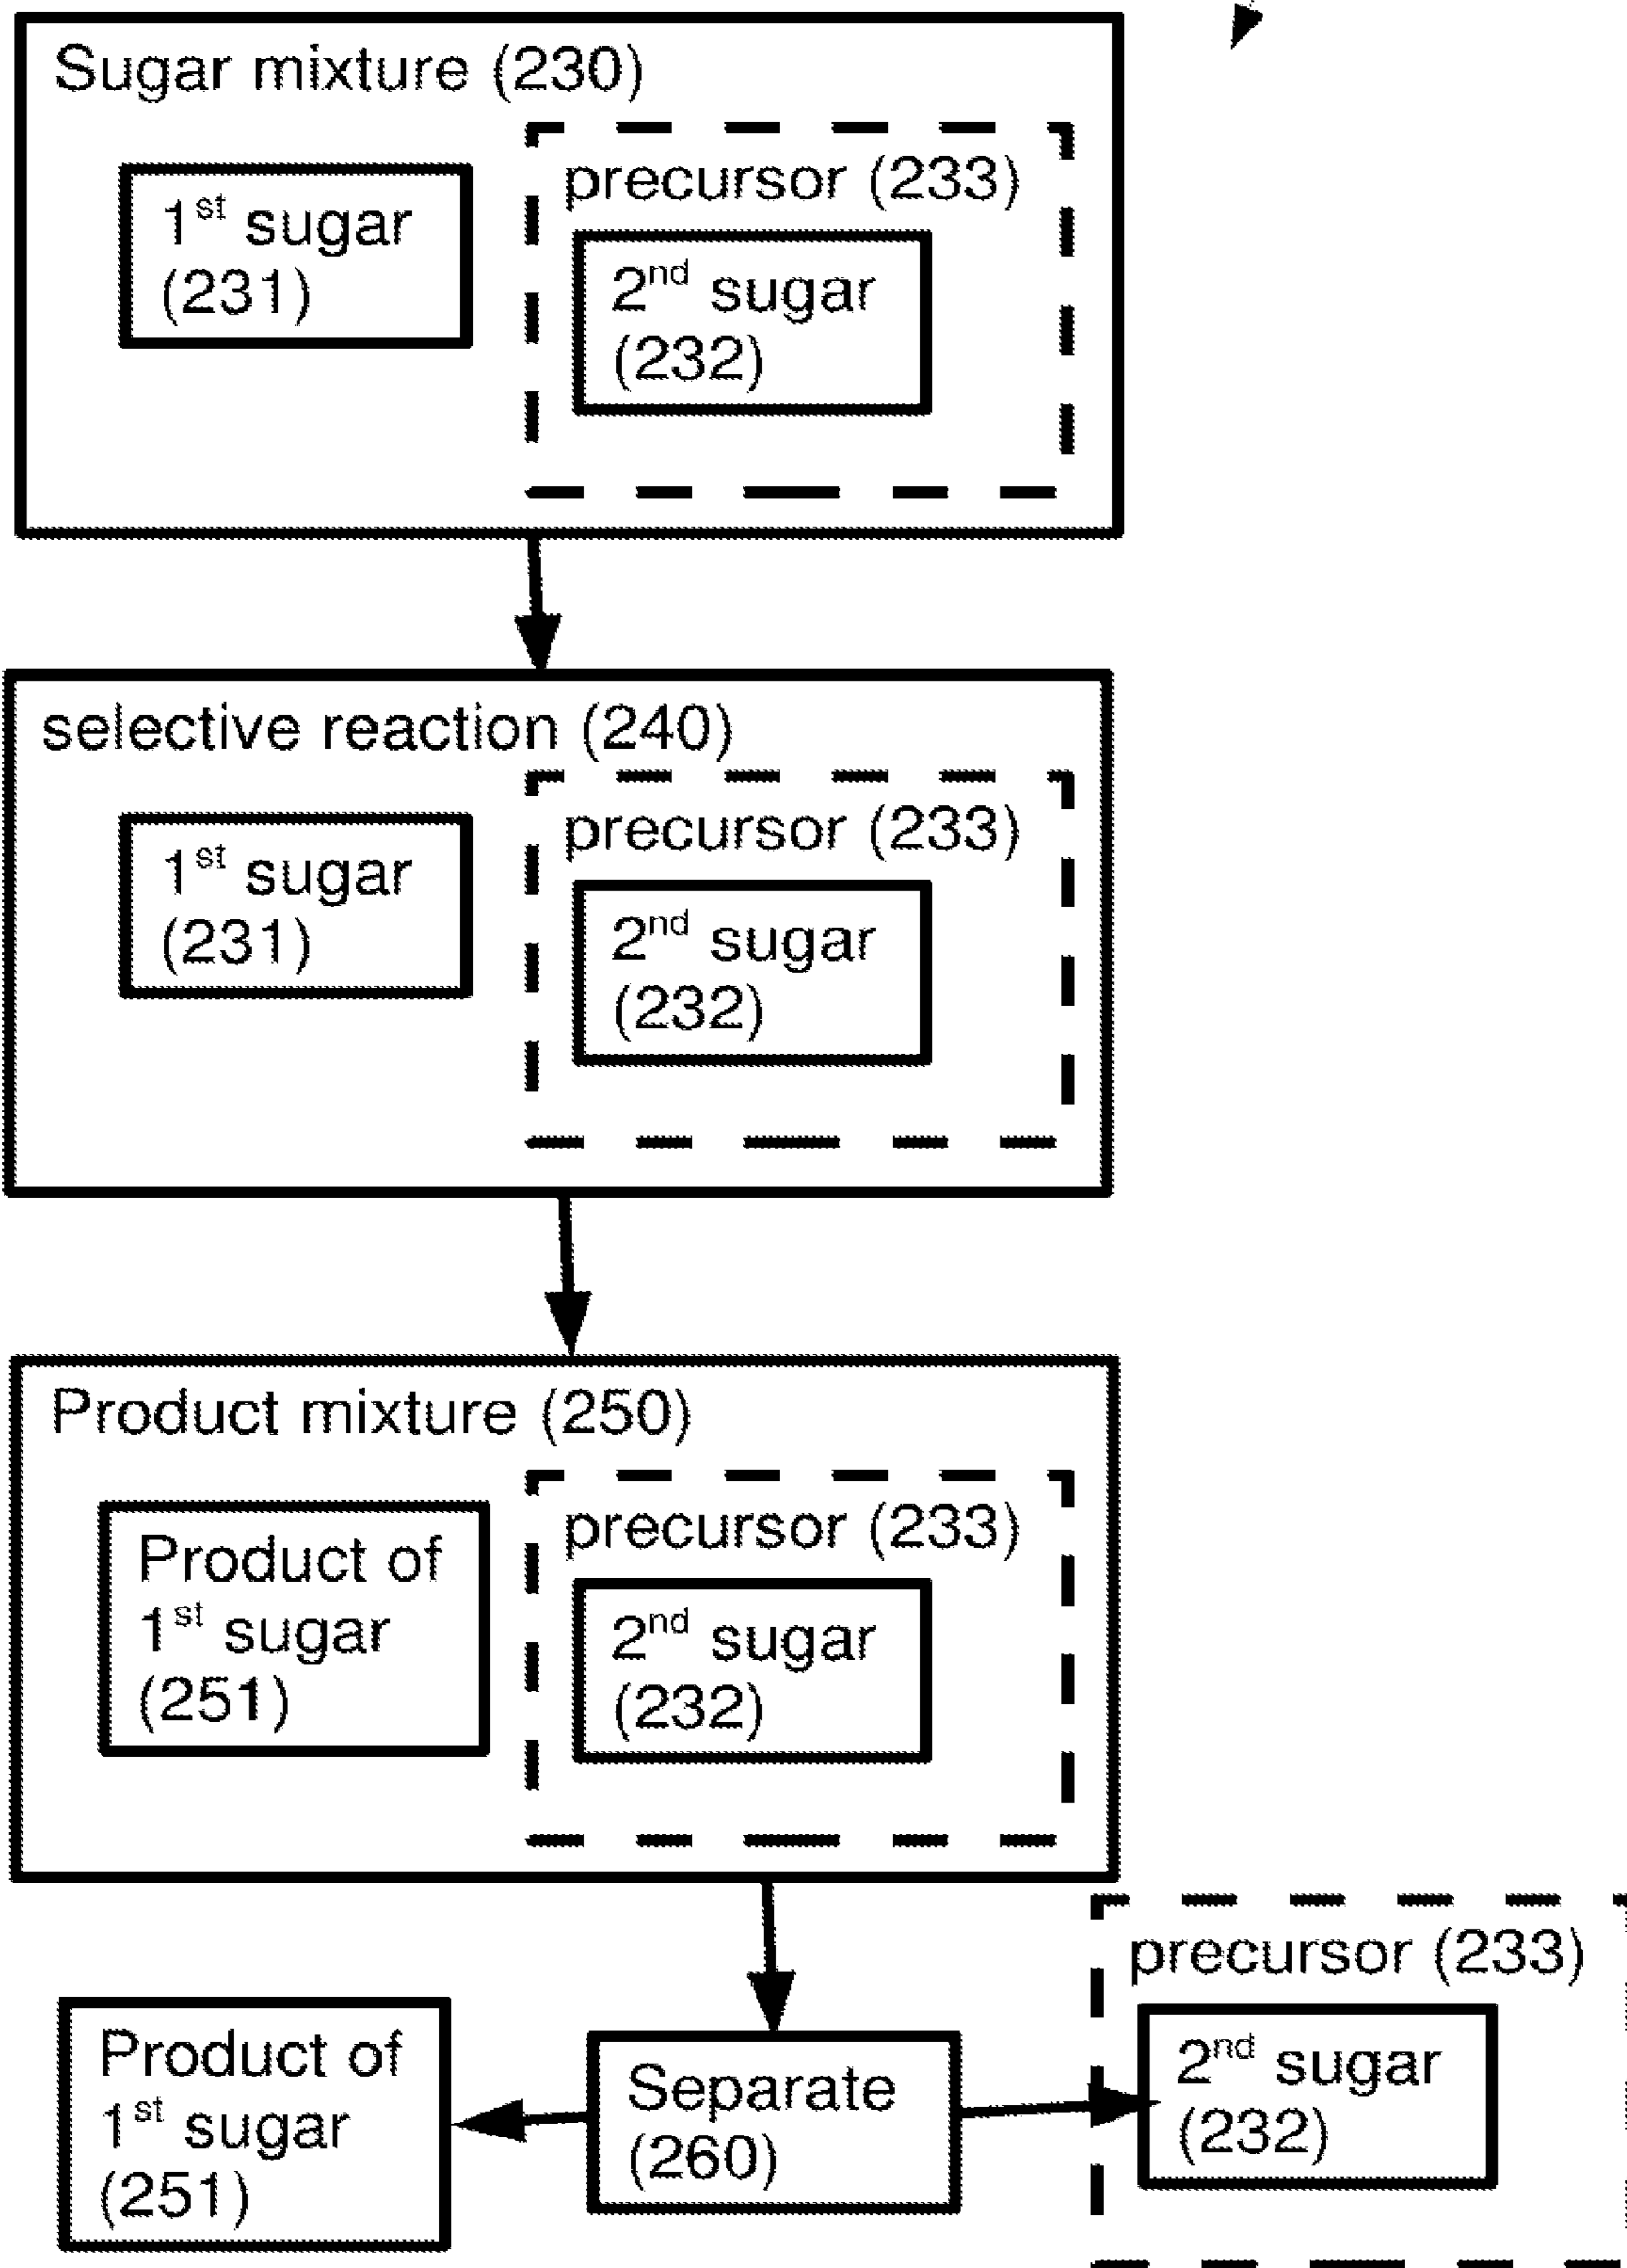 Sugar mixture (230)
precursor (233)
1st sugar
(231)
2nd sugar
(232)
selective reaction (240)
precursor (233)
1st sugar
(231)
2nd sugar
(232)
Product mixture (250)
precursor (233)
Product of
1st sugar
(251)
2nd sugar
(232)
precursor (233)
Product of
1st sugar
(251)
Separate
(260)
2nd sugar
(232)